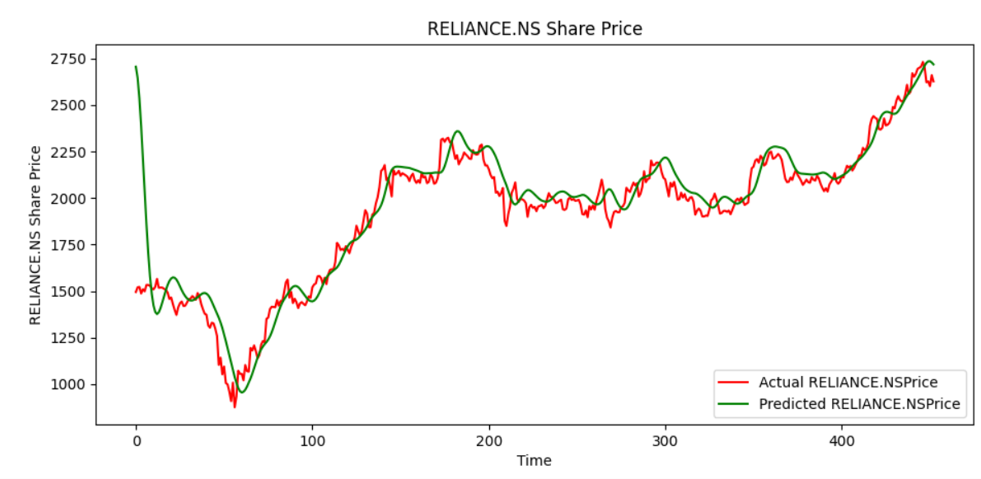 RELIANCE.NS Share Price
RELIANCE.NS Share Price
2750
2500
2250
2000
1750
1500
1250
1000
0 100 200 300 400
Time
Actual RELIANCE.NSPrice
Predicted RELIANCE.NSPrice